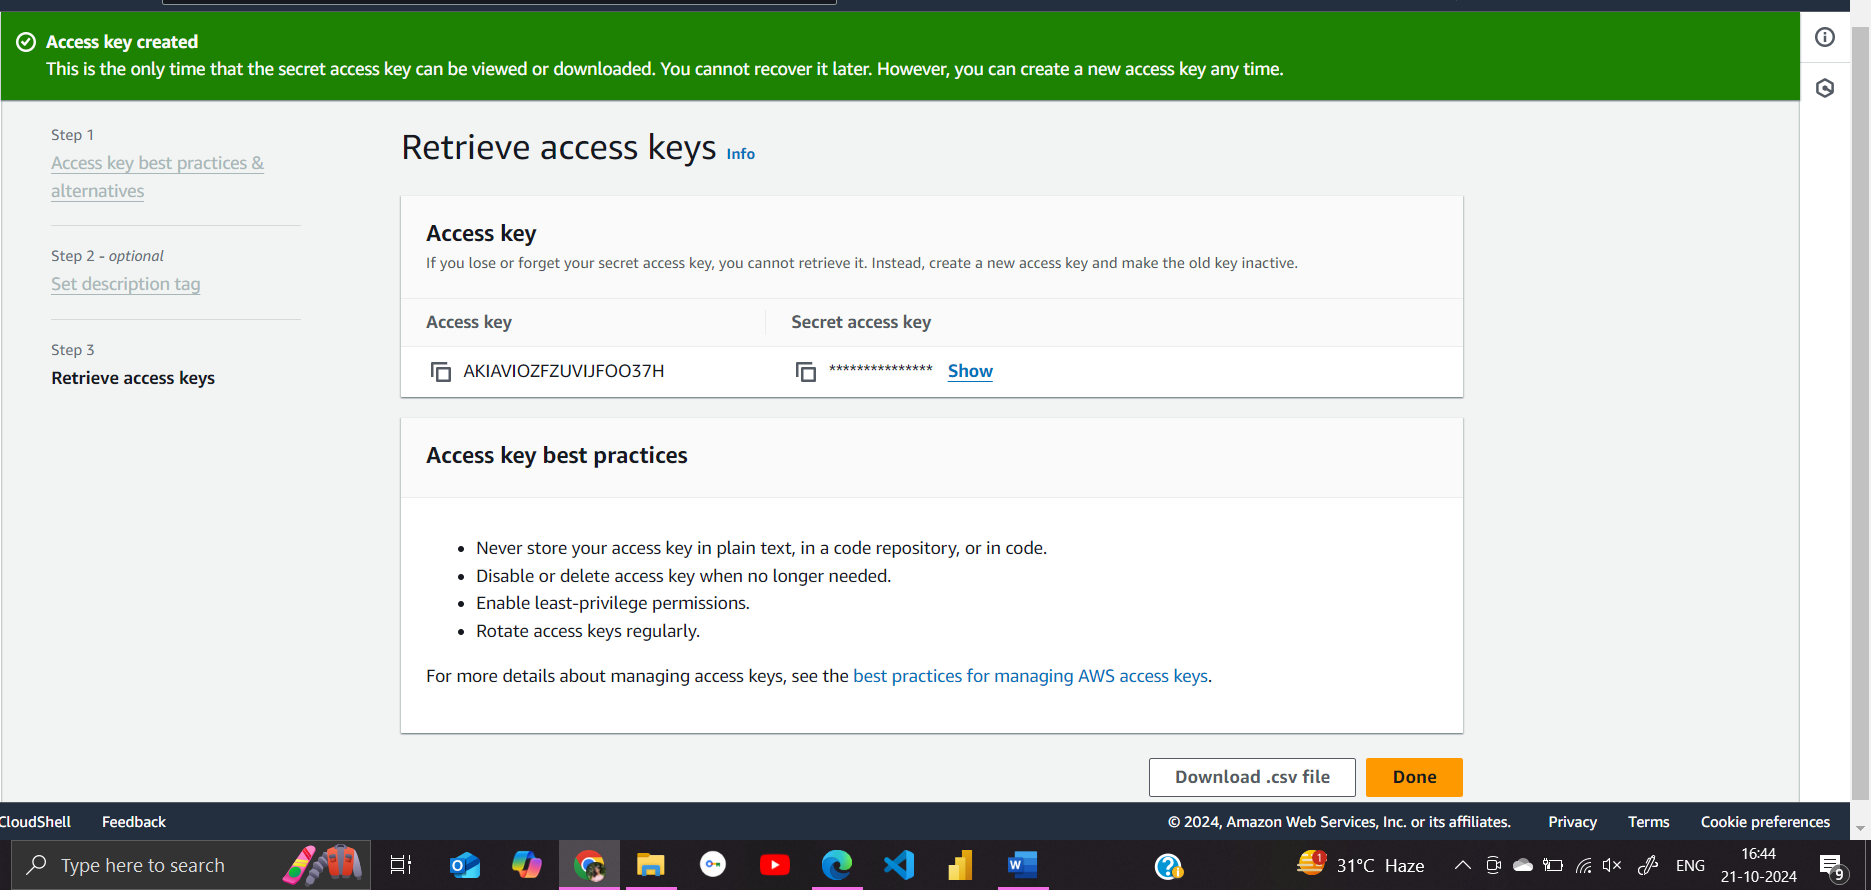 Access key created
This is the only time that the secret access key can be viewed or downloaded. You cannot recover it later. However, you can create a new access key any time.
Step 1
Access key best practices &
alternatives
Step 2 - optional
Set description tag
Step 3
Retrieve access keys
Retrieve access keys Info
Access key
If you lose or forget your secret access key, you cannot retrieve it. Instead, create a new access key and make the old key inactive.
Access key Secret access key
AKIAVIOZFZUVIJFOO37H *************** Show
Access key best practices
• Never store your access key in plain text, in a code repository, or in code.
• Disable or delete access key when no longer needed.
• Enable least-privilege permissions.
• Rotate access keys regularly.
For more details about managing access keys, see the best practices for managing AWS access keys.
Download .csv file Done
CloudShell Feedback © 2024, Amazon Web Services, Inc. or its affiliates. Privacy Terms Cookie preferences
Type here to search 1 31°C Haze ENG 16:44
21-10-2024 9